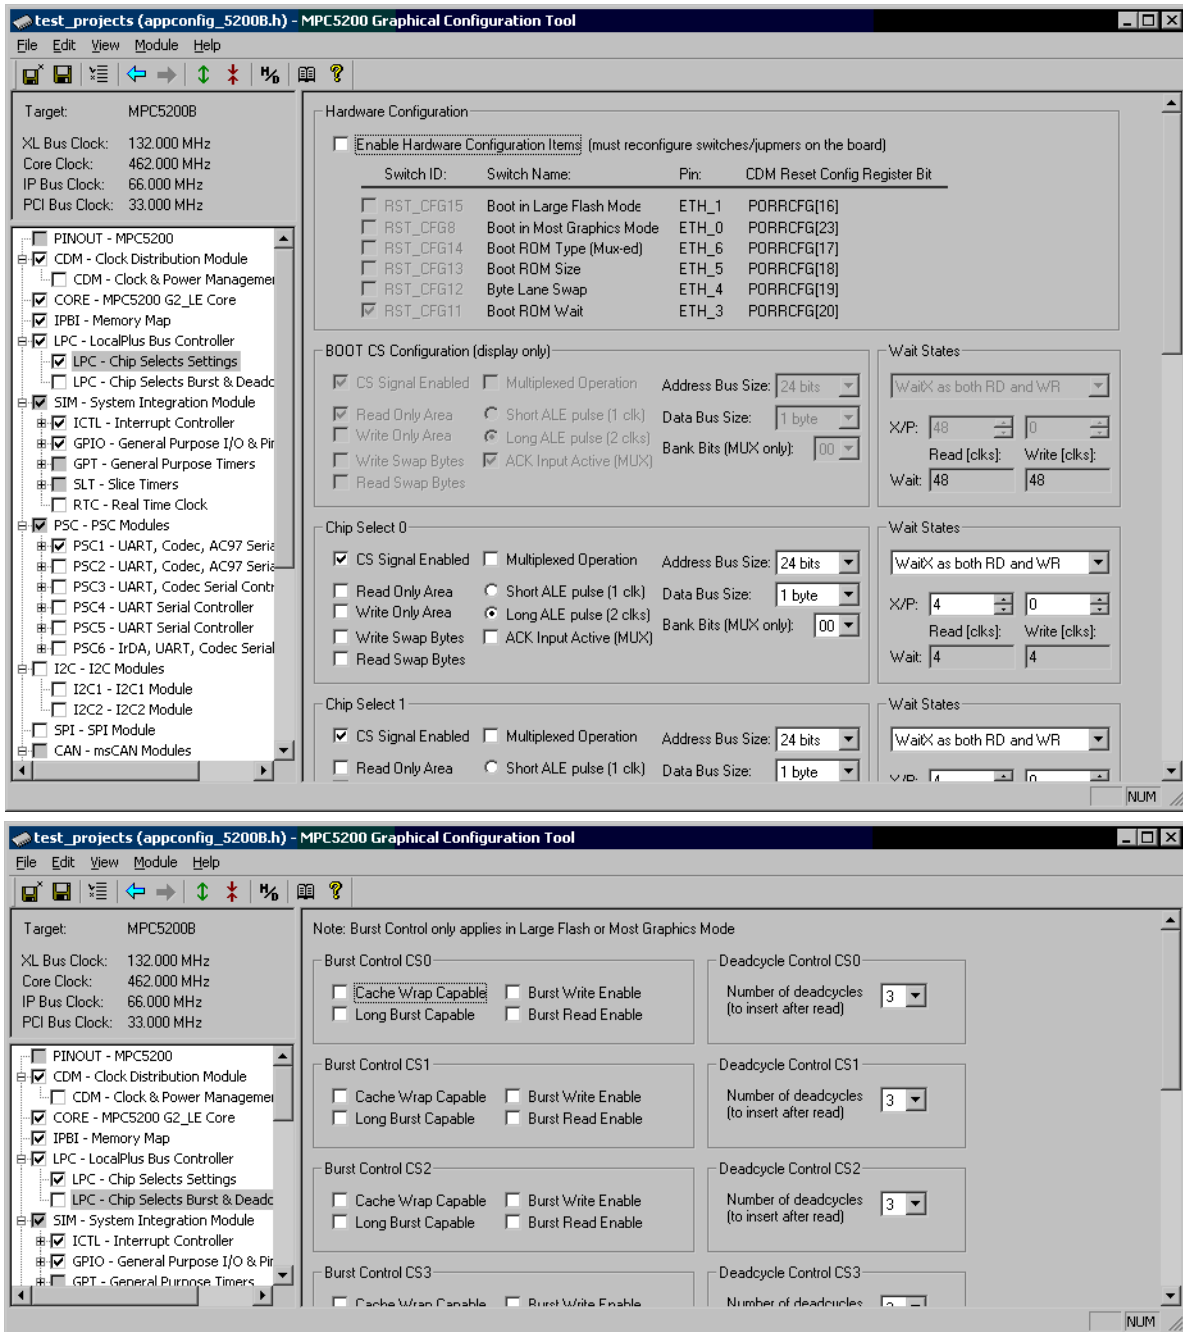 test_projects (appconfig_5200B.h) - MPC5200 Graphical Configuration Tool
File Edit View Module Help
Target: MPC5200B
XL Bus Clock: 132.000 MHz
Core Clock: 462.000 MHz
IP Bus Clock: 66.000 MHz
PCI Bus Clock: 33.000 MHz
PINOUT - MPC5200
CDM - Clock Distribution Module
CDM - Clock & Power Managemer
CORE - MPC5200 G2_LE Core
IPBI - Memory Map
LPC - LocalPlus Bus Controller
LPC - Chip Selects Settings
LPC - Chip Selects Burst & Deadc
SIM - System Integration Module
ICTL - Interrupt Controller
GPIO - General Purpose I/O & Pir
GPT - General Purpose Timers
SLT - Slice Timers
RTC - Real Time Clock
PSC - PSC Modules
PSC1 - UART, Codec, AC97 Seria
PSC2 - UART, Codec, AC97 Seria
PSC3 - UART, Codec Serial Contr
PSC4 - UART Serial Controller
PSC5 - UART Serial Controller
PSC6 - IrDA, UART, Codec Serial
I2C - I2C Modules
I2C1 - I2C1 Module
I2C2 - I2C2 Module
SPI - SPI Module
CAN - msCAN Modules
Hardware Configuration
Enable Hardware Configuration Items (must reconfigure switches/jupmers on the board)
Switch ID: Switch Name: Pin: CDM Reset Config Register Bit
RST_CFG15 Boot in Large Flash Mode ETH_1 PORRCFG[16]
RST_CFG8 Boot in Most Graphics Mode ETH_0 PORRCFG[23]
RST_CFG14 Boot ROM Type (Mux-ed) ETH_6 PORRCFG[17]
RST_CFG13 Boot ROM Size ETH_5 PORRCFG[18]
RST_CFG12 Byte Lane Swap ETH_4 PORRCFG[19]
RST_CFG11 Boot ROM Wait ETH_3 PORRCFG[20]
BOOT CS Configuration (display only) Wait States
CS Signal Enabled Multiplexed Operation Address Bus Size: 24 bits WaitX as both RD and WR
Read Only Area Short ALE pulse (1 clk) Data Bus Size: 1 byte
Write Only Area Long ALE pulse (2 clks) Bank Bits (MUX only): 00 X/P: 48 0
Write Swap Bytes ACK Input Active (MUX) Read [clks]: Write [clks]:
Read Swap Bytes Wait: 48 48
Chip Select 0 Wait States
CS Signal Enabled Multiplexed Operation Address Bus Size: 24 bits WaitX as both RD and WR
Read Only Area Short ALE pulse (1 clk) Data Bus Size: 1 byte
Write Only Area Long ALE pulse (2 clks) Bank Bits (MUX only): 00 X/P: 4 0
Write Swap Bytes ACK Input Active (MUX) Read [clks]: Write [clks]:
Read Swap Bytes Wait: 4 4
Chip Select 1 Wait States
CS Signal Enabled Multiplexed Operation Address Bus Size: 24 bits WaitX as both RD and WR
Read Only Area Short ALE pulse (1 clk) Data Bus Size: 1 byte X/P: 4 0
NUM
test_projects (appconfig_5200B.h) - MPC5200 Graphical Configuration Tool
File Edit View Module Help
Target: MPC5200B
XL Bus Clock: 132.000 MHz
Core Clock: 462.000 MHz
IP Bus Clock: 66.000 MHz
PCI Bus Clock: 33.000 MHz
PINOUT - MPC5200
CDM - Clock Distribution Module
CDM - Clock & Power Managemer
CORE - MPC5200 G2_LE Core
IPBI - Memory Map
LPC - LocalPlus Bus Controller
LPC - Chip Selects Settings
LPC - Chip Selects Burst & Deadc
SIM - System Integration Module
ICTL - Interrupt Controller
GPIO - General Purpose I/O & Pir
GPT - General Purpose Timers
Note: Burst Control only applies in Large Flash or Most Graphics Mode
Burst Control CS0 Deadcycle Control CS0
Cache Wrap Capable Burst Write Enable Number of deadcycles 3
Long Burst Capable Burst Read Enable (to insert after read)
Burst Control CS1 Deadcycle Control CS1
Cache Wrap Capable Burst Write Enable Number of deadcycles 3
Long Burst Capable Burst Read Enable (to insert after read)
Burst Control CS2 Deadcycle Control CS2
Cache Wrap Capable Burst Write Enable Number of deadcycles 3
Long Burst Capable Burst Read Enable (to insert after read)
Burst Control CS3 Deadcycle Control CS3
Cache Wrap Capable Burst Write Enable Number of deadcycles
NUM